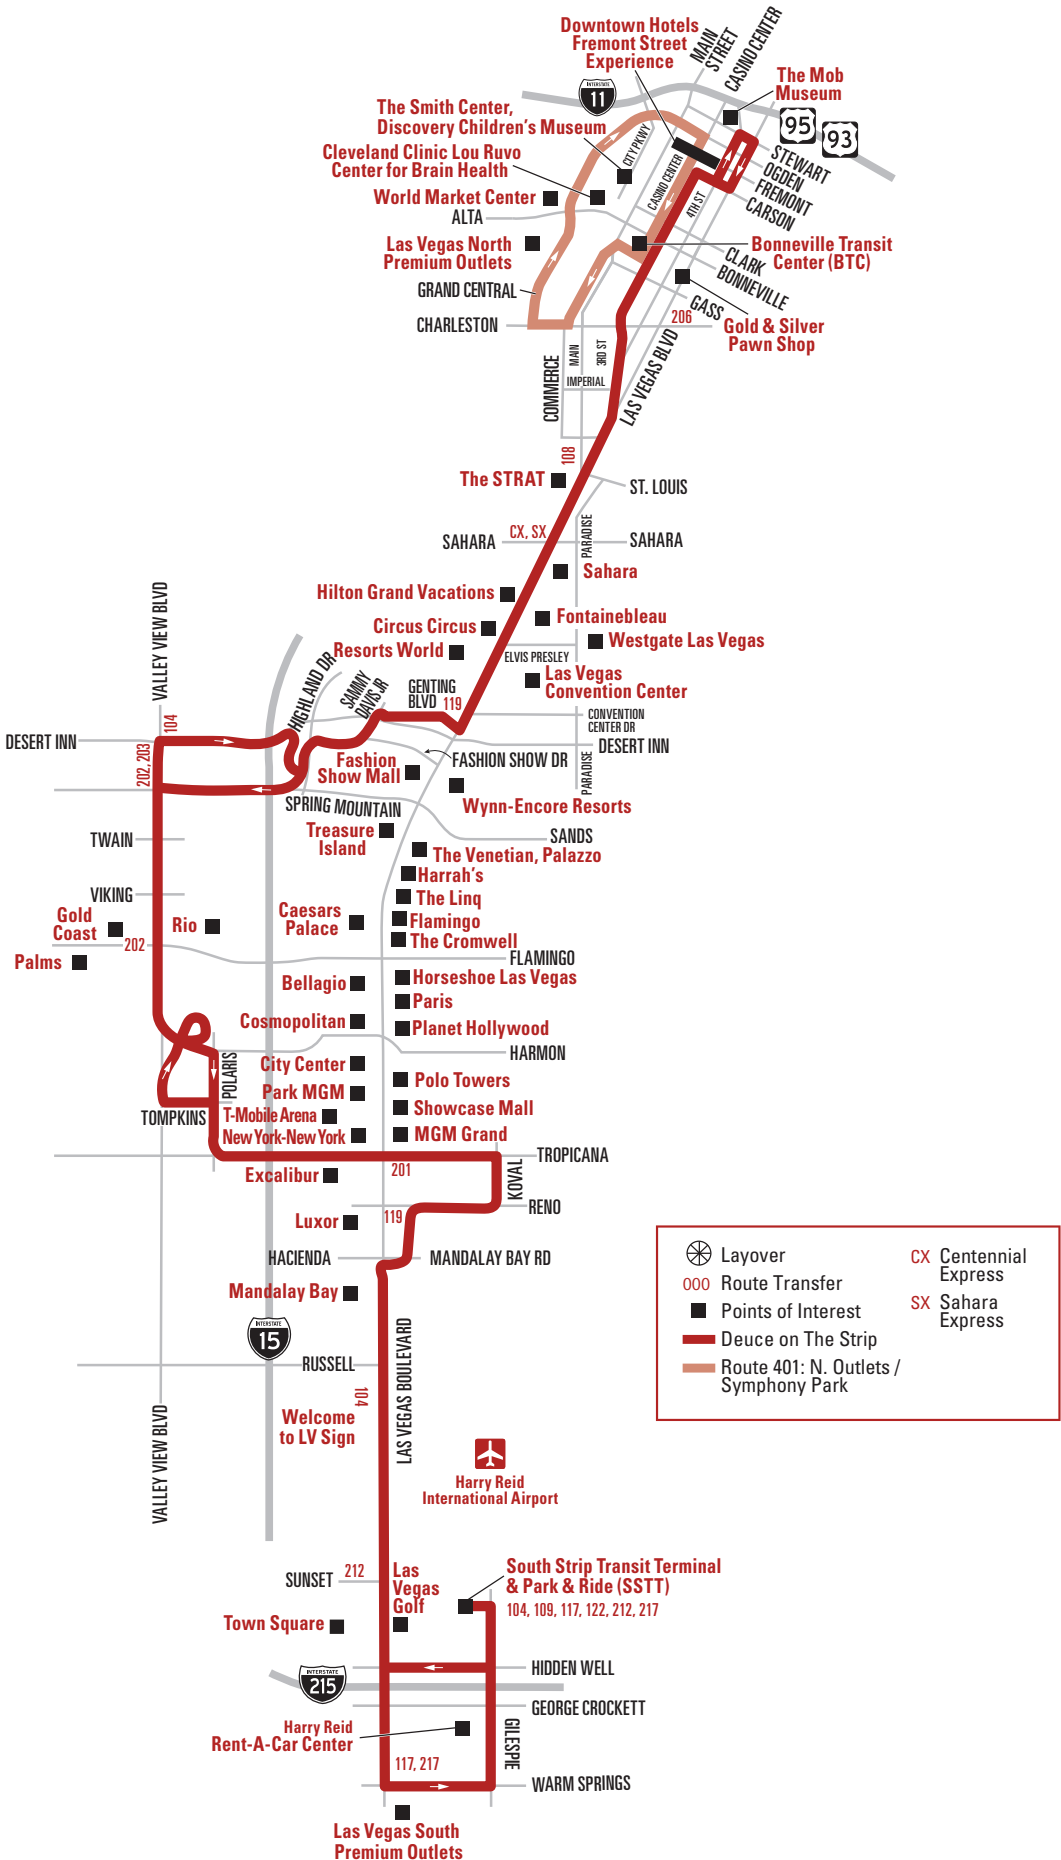 Downtown Hotels
Fremont Street
Experience
MAIN
STREET
CASINO CENTER
The Mob
Museum
INTERSTATE
11
95
93
The Smith Center,
Discovery Children's Museum
CITY PKWY
Cleveland Clinic Lou Ruvo
Center for Brain Health
STEWART
OGDEN
FREMONT
CARSON
CASINO CENTER
4TH ST
World Market Center
ALTA
Las Vegas North
Premium Outlets
Bonneville Transit
Center (BTC)
CLARK
BONNEVILLE
GRAND CENTRAL
GASS
206
CHARLESTON
Gold & Silver
Pawn Shop
COMMERCE
MAIN
3RD ST
IMPERIAL
LAS VEGAS BLVD
108
The STRAT
ST. LOUIS
SAHARA
CX, SX
PARADISE
SAHARA
Sahara
Hilton Grand Vacations
Fontainebleau
Circus Circus
Westgate Las Vegas
Resorts World
ELVIS PRESLEY
Las Vegas
Convention Center
VALLEY VIEW BLVD
HIGHLAND DR
SAMMY
DAVIS JR
GENTING
BLVD
119
CONVENTION
CENTER DR
104
DESERT INN
DESERT INN
202, 203
Fashion
Show Mall
FASHION SHOW DR
PARADISE
SPRING MOUNTAIN
Wynn-Encore Resorts
Treasure
Island
SANDS
TWAIN
The Venetian, Palazzo
Harrah's
VIKING
The Linq
Gold
Coast
Rio
Caesars
Palace
Flamingo
The Cromwell
202
Palms
FLAMINGO
Bellagio
Horseshoe Las Vegas
Paris
Cosmopolitan
Planet Hollywood
HARMON
City Center
POLARIS
Polo Towers
Park MGM
TOMPKINS
T-Mobile Arena
Showcase Mall
New York-New York
MGM Grand
TROPICANA
201
Excalibur
KOVAL
RENO
119
Luxor
HACIENDA
MANDALAY BAY RD
Mandalay Bay
INTERSTATE
15
RUSSELL
LAS VEGAS BOULEVARD
104
Welcome
to LV Sign
VALLEY VIEW BLVD
Harry Reid
International Airport
Layover
000 Route Transfer
Points of Interest
Deuce on The Strip
Route 401: N. Outlets /
Symphony Park
CX Centennial
Express
SX Sahara
Express
SUNSET
212
Las
Vegas
Golf
South Strip Transit Terminal
& Park & Ride (SSTT)
104, 109, 117, 122, 212, 217
Town Square
HIDDEN WELL
INTERSTATE
215
GEORGE CROCKETT
Harry Reid
Rent-A-Car Center
GILESPIE
117, 217
WARM SPRINGS
Las Vegas South
Premium Outlets